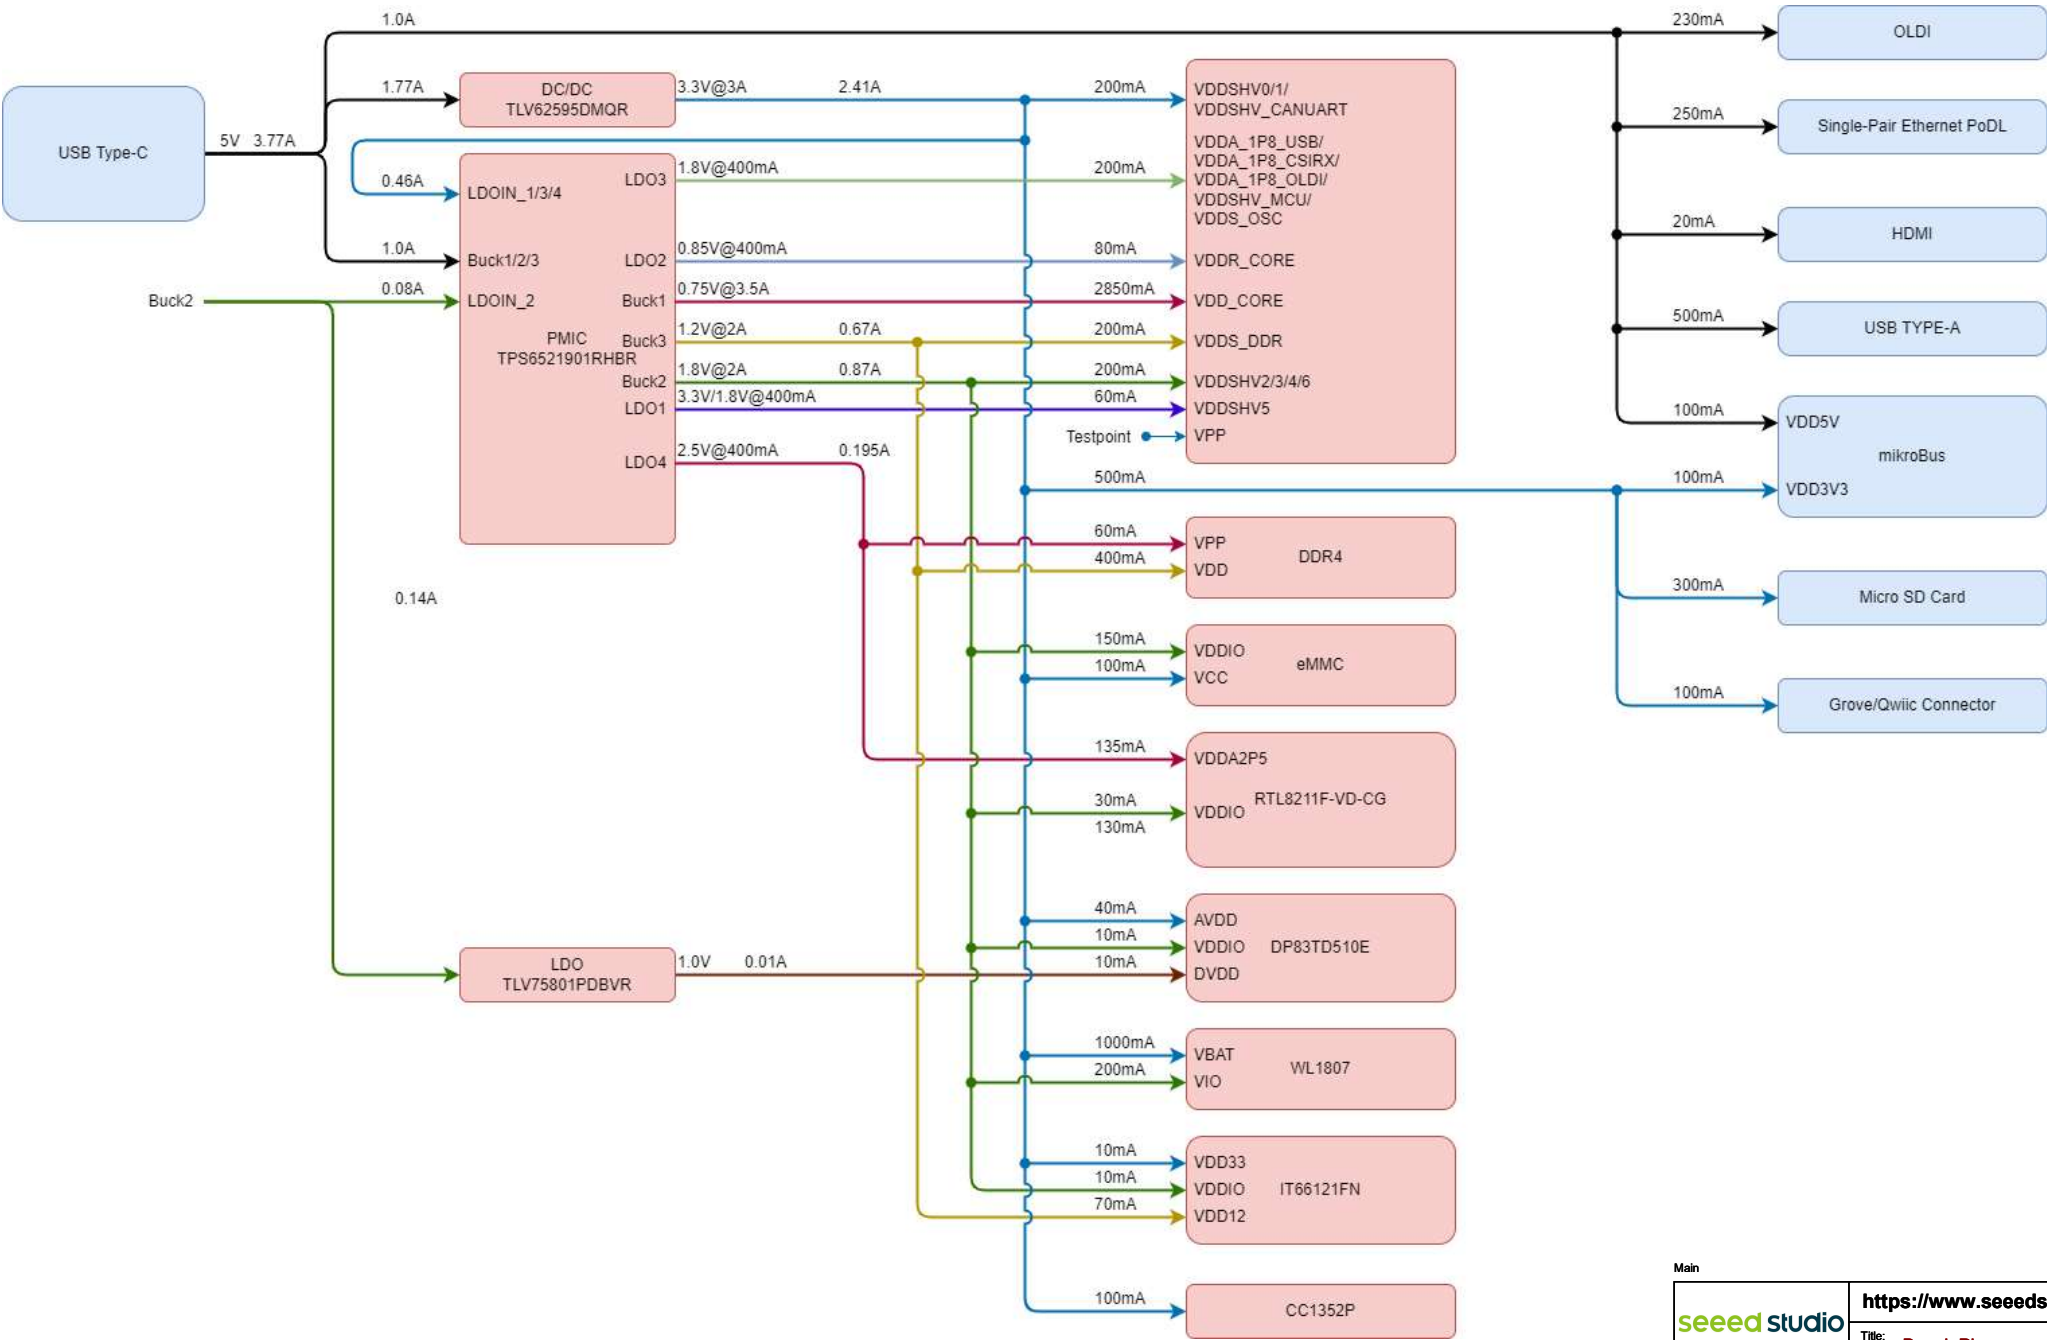 1.0A
230mA
OLDI
USB Type-C
5V 3.77A
1.77A
DC/DC
TLV62595DMQR
3.3V@3A
2.41A
200mA
VDDSHV0/1/
VDDSHV_CANUART
250mA
Single-Pair Ethernet PoDL
0.46A
LDOIN_1/3/4
LDO3
1.8V@400mA
200mA
VDDA_1P8_USB/
VDDA_1P8_CSIRX/
VDDA_1P8_OLDI/
VDDSHV_MCU/
VDDS_OSC
20mA
HDMI
1.0A
Buck1/2/3
LDO2
0.85V@400mA
80mA
VDDR_CORE
Buck2
0.08A
LDOIN_2
Buck1
0.75V@3.5A
2850mA
VDD_CORE
500mA
USB TYPE-A
PMIC
TPS6521901RHBR
Buck3
1.2V@2A
0.67A
200mA
VDDS_DDR
Buck2
1.8V@2A
0.87A
200mA
VDDSHV2/3/4/6
LDO1
3.3V/1.8V@400mA
60mA
VDDSHV5
Testpoint
VPP
100mA
VDD5V
mikroBus
LDO4
2.5V@400mA
0.195A
500mA
100mA
VDD3V3
60mA
VPP
DDR4
400mA
VDD
0.14A
300mA
Micro SD Card
150mA
VDDIO
eMMC
100mA
VCC
100mA
Grove/Qwiic Connector
135mA
VDDA2P5
RTL8211F-VD-CG
30mA
VDDIO
130mA
40mA
AVDD
10mA
VDDIO
DP83TD510E
LDO
TLV75801PDBVR
1.0V
0.01A
10mA
DVDD
1000mA
VBAT
WL1807
200mA
VIO
10mA
VDD33
10mA
VDDIO
IT66121FN
70mA
VDD12
100mA
CC1352P
Main
seeed studio
https://www.seeeds
Title: